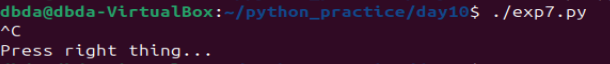 dbda@dbda-VirtualBox:~/python_practice/day10$ ./exp7.py
^C
Press right thing...